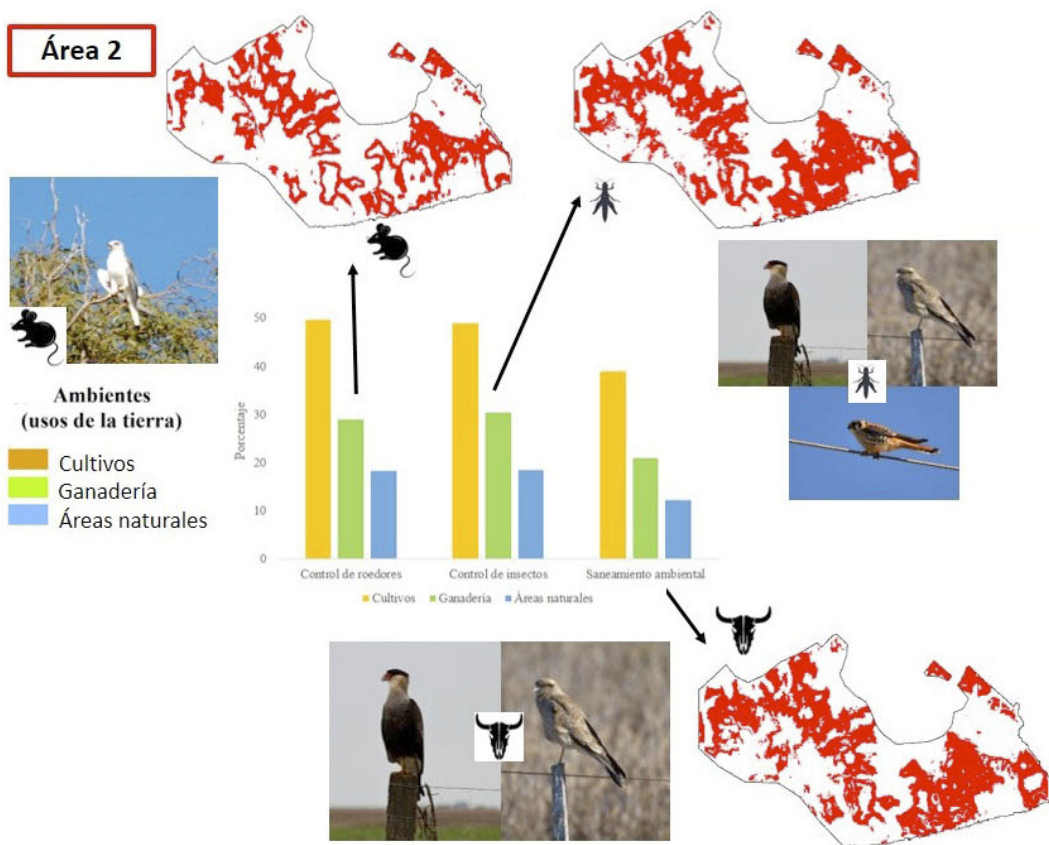 Área 2
Ambientes
(usos de la tierra)
Cultivos
Ganadería
Áreas naturales
Porcentaje
50
40
30
20
10
0
Control de roedores
Control de insectos
Saneamiento ambiental
Cultivos
Ganadería
Áreas naturales